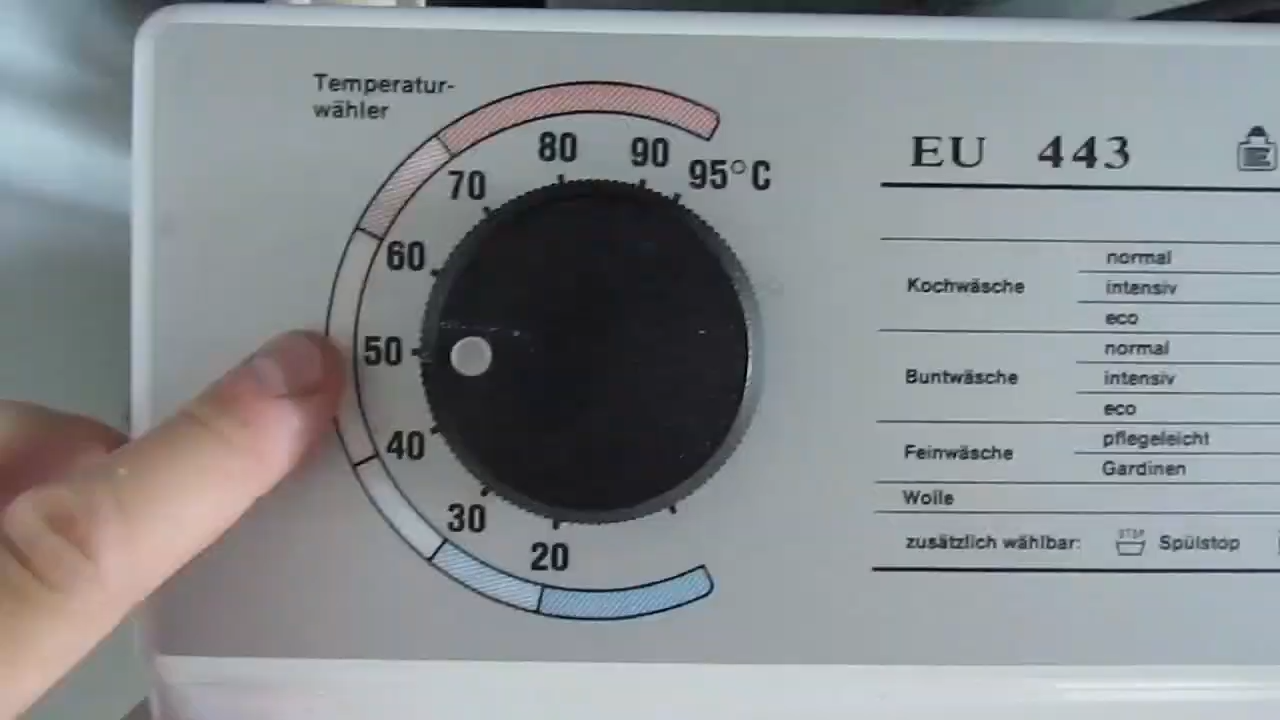 Temperatur-
wähler
80
90
95°C
70
60
50
40
30
20
EU 443
Kochwäsche
normal
intensiv
eco
Buntwäsche
normal
intensiv
eco
Feinwäsche
pflegeleicht
Gardinen
Wolle
zusätzlich wählbar:
STOP
Spülstop